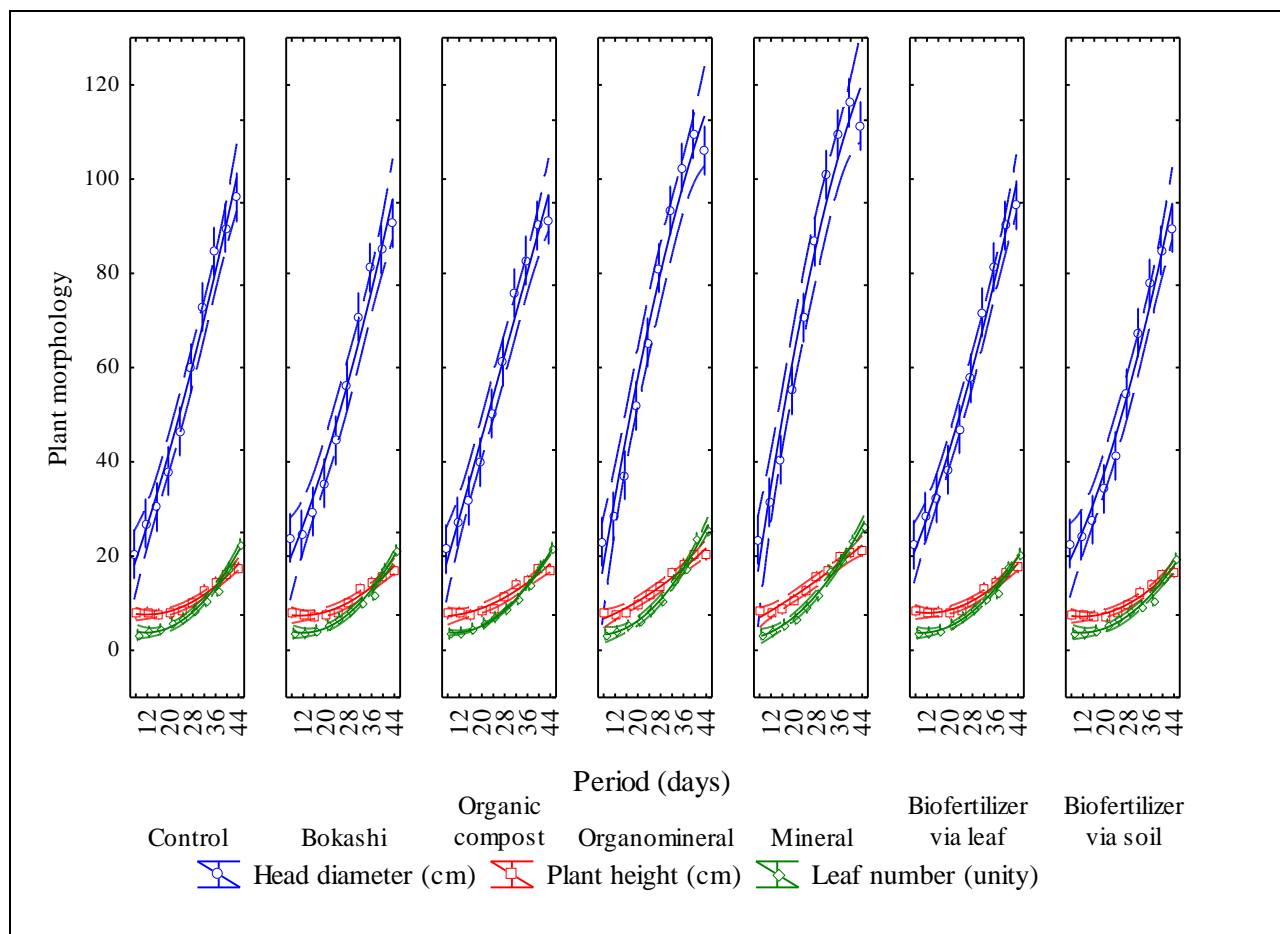 Plant morphology
120
100
80
60
40
20
0
12 20 28 36 44
12 20 28 36 44
12 20 28 36 44
12 20 28 36 44
12 20 28 36 44
12 20 28 36 44
12 20 28 36 44
Period (days)
Control
Bokashi
Organic
compost
Organomineral
Mineral
Biofertilizer
via leaf
Biofertilizer
via soil
Head diameter (cm) Plant height (cm) Leaf number (unity)